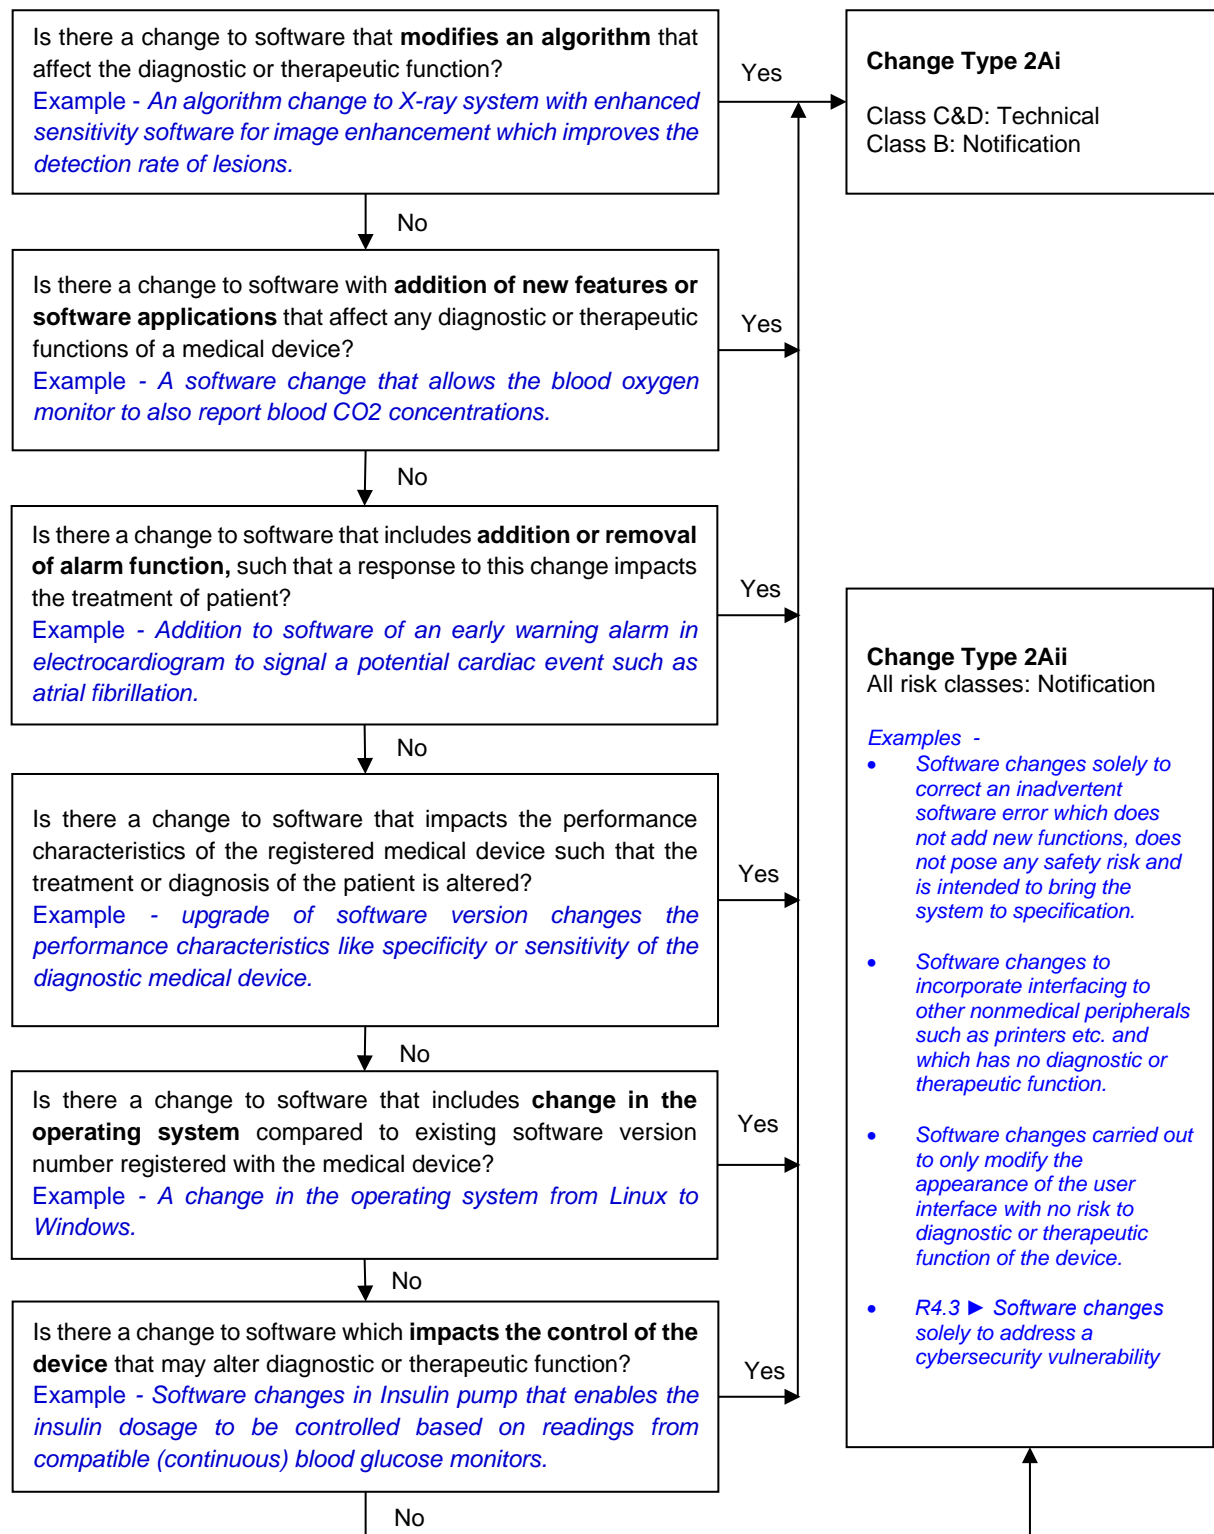 Is there a change to software that modifies an algorithm that
affect the diagnostic or therapeutic function?
Example - An algorithm change to X-ray system with enhanced
sensitivity software for image enhancement which improves the
detection rate of lesions.
Yes
Change Type 2Ai
Class C&D: Technical
Class B: Notification
No
Is there a change to software with addition of new features or
software applications that affect any diagnostic or therapeutic
functions of a medical device?
Example - A software change that allows the blood oxygen
monitor to also report blood CO2 concentrations.
Yes
No
Is there a change to software that includes addition or removal
of alarm function, such that a response to this change impacts
the treatment of patient?
Example - Addition to software of an early warning alarm in
electrocardiogram to signal a potential cardiac event such as
atrial fibrillation.
Yes
No
Is there a change to software that impacts the performance
characteristics of the registered medical device such that the
treatment or diagnosis of the patient is altered?
Example - upgrade of software version changes the
performance characteristics like specificity or sensitivity of the
diagnostic medical device.
Yes
No
Is there a change to software that includes change in the
operating system compared to existing software version
number registered with the medical device?
Example - A change in the operating system from Linux to
Windows.
Yes
No
Is there a change to software which impacts the control of the
device that may alter diagnostic or therapeutic function?
Example - Software changes in Insulin pump that enables the
insulin dosage to be controlled based on readings from
compatible (continuous) blood glucose monitors.
Yes
No
Change Type 2Aii
All risk classes: Notification
Examples -
• Software changes solely to
correct an inadvertent
software error which does
not add new functions, does
not pose any safety risk and
is intended to bring the
system to specification.
• Software changes to
incorporate interfacing to
other nonmedical peripherals
such as printers etc. and
which has no diagnostic or
therapeutic function.
• Software changes carried out
to only modify the
appearance of the user
interface with no risk to
diagnostic or therapeutic
function of the device.
• R4.3 ► Software changes
solely to address a
cybersecurity vulnerability